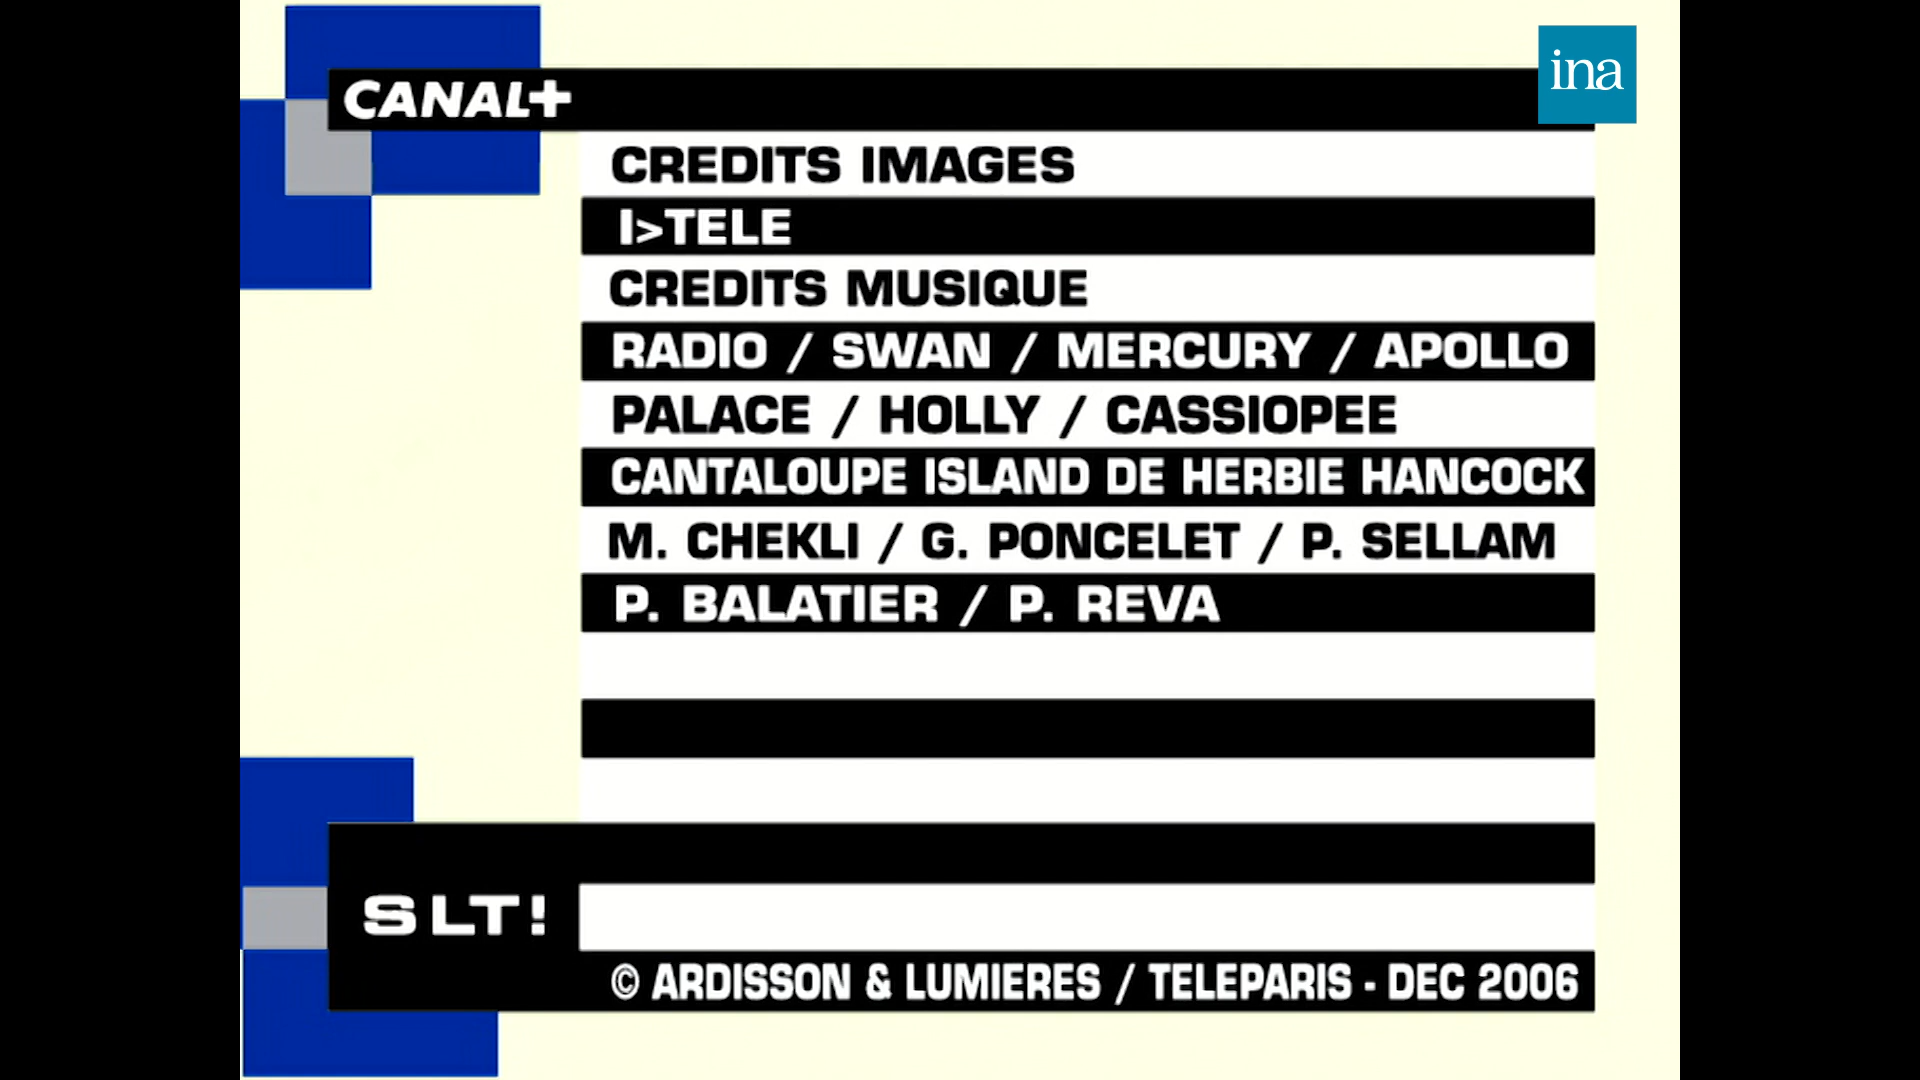 CANAL+
ina
CREDITS IMAGES
I>TELE
CREDITS MUSIQUE
RADIO / SWAN / MERCURY / APOLLO
PALACE / HOLLY / CASSIOPEE
CANTALOUPE ISLAND DE HERBIE HANCOCK
M. CHEKLI / G. PONCELET / P. SELLAM
P. BALATIER / P. REVA
SLT!
© ARDISSON & LUMIERES / TELEPARIS - DEC 2006